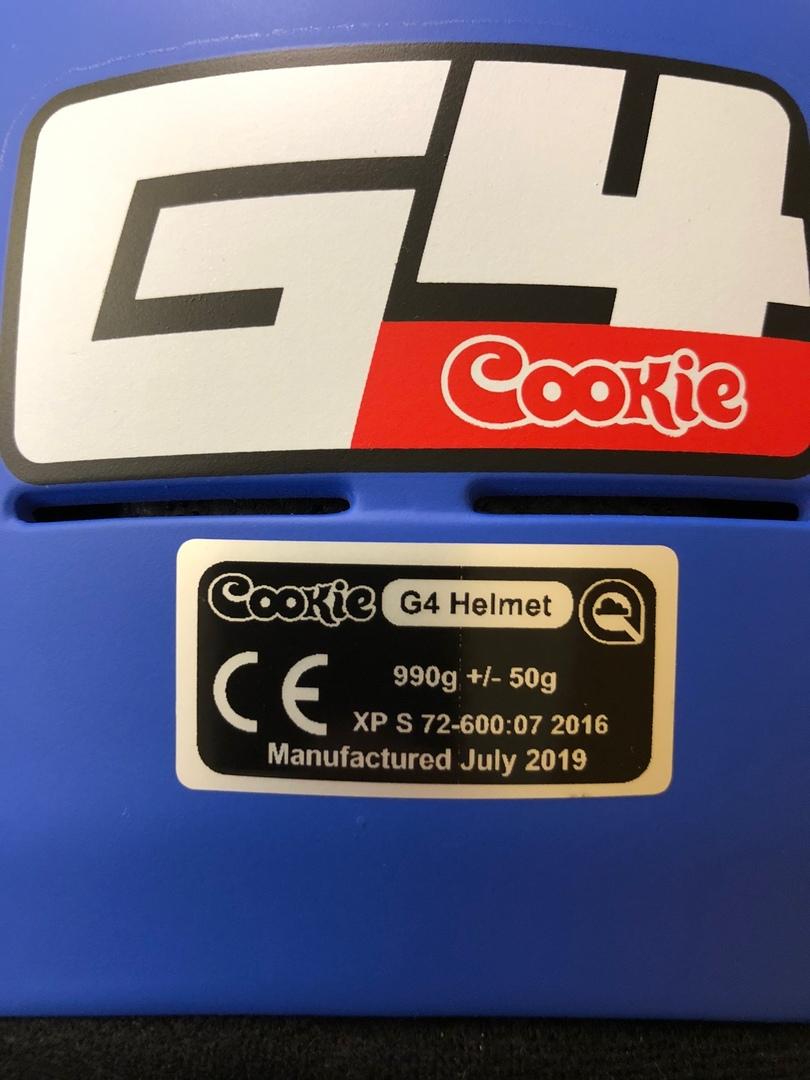 G4
Cookie
Cookie G4 Helmet
CE 990g +/- 50g
XP S 72-600:07 2016
Manufactured July 2019